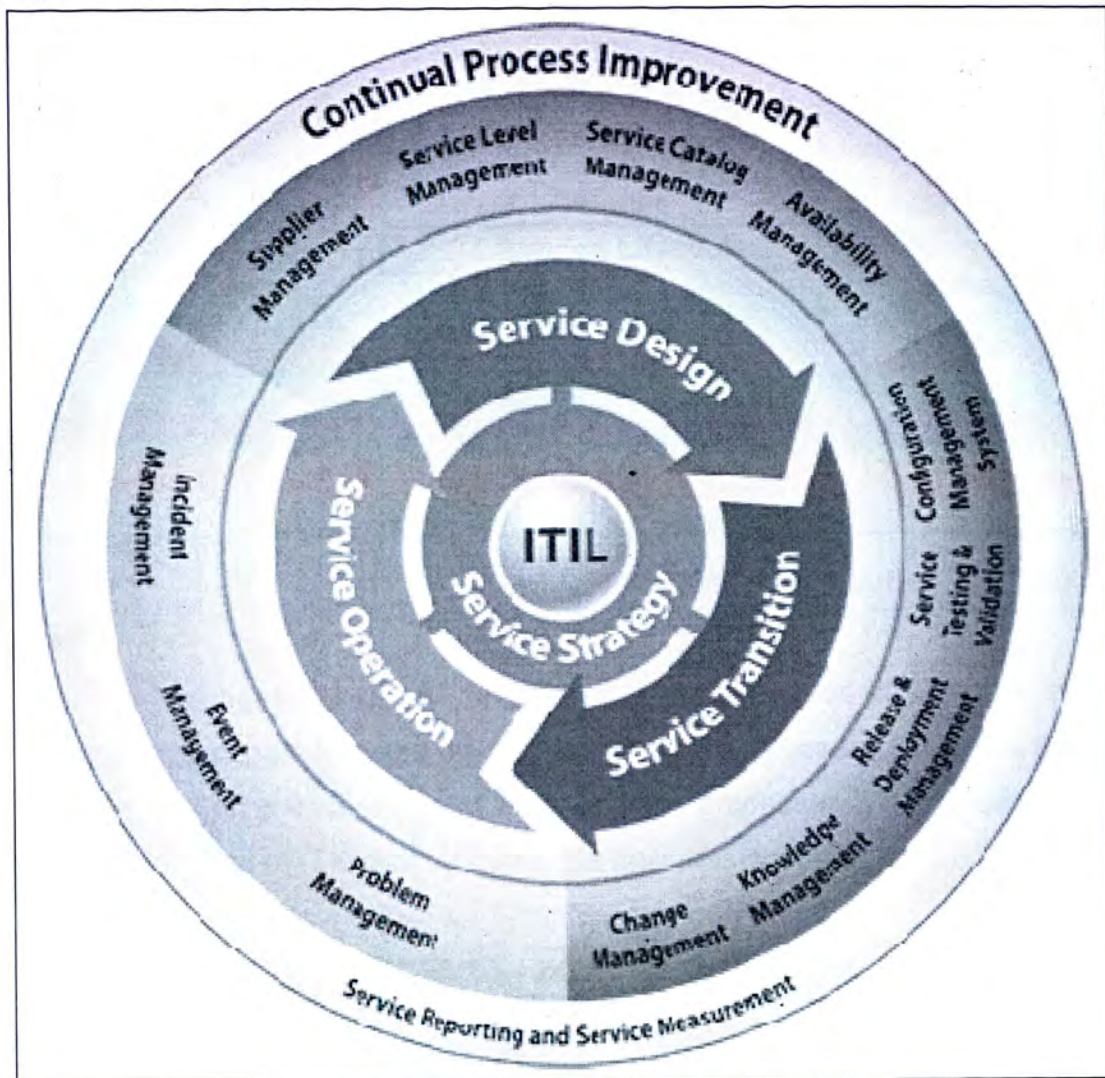 Continual Process Improvement
Supplier
Management
Service Level
Management
Service Catalog
Management
Availability
Management
Configuration
Management
System
Service
Testing &
Validation
Release &
Deployment
Management
Knowledge
Management
Change
Management
Problem
Management
Event
Management
Incident
Management
Service Design
Service Transition
Service Operation
Service Strategy
ITIL
Service Reporting and Service Measurement